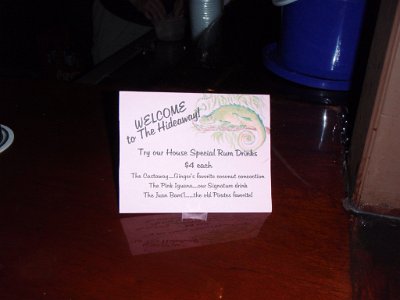 WELCOME
to The Hideaway!
Try our House Special Rum Drinks
$4 each
The Castaway....Ginger's favorite coconut concoction
The Pink Iguana....our Signature drink
The Juan Bant!......the old Pirates favorite!